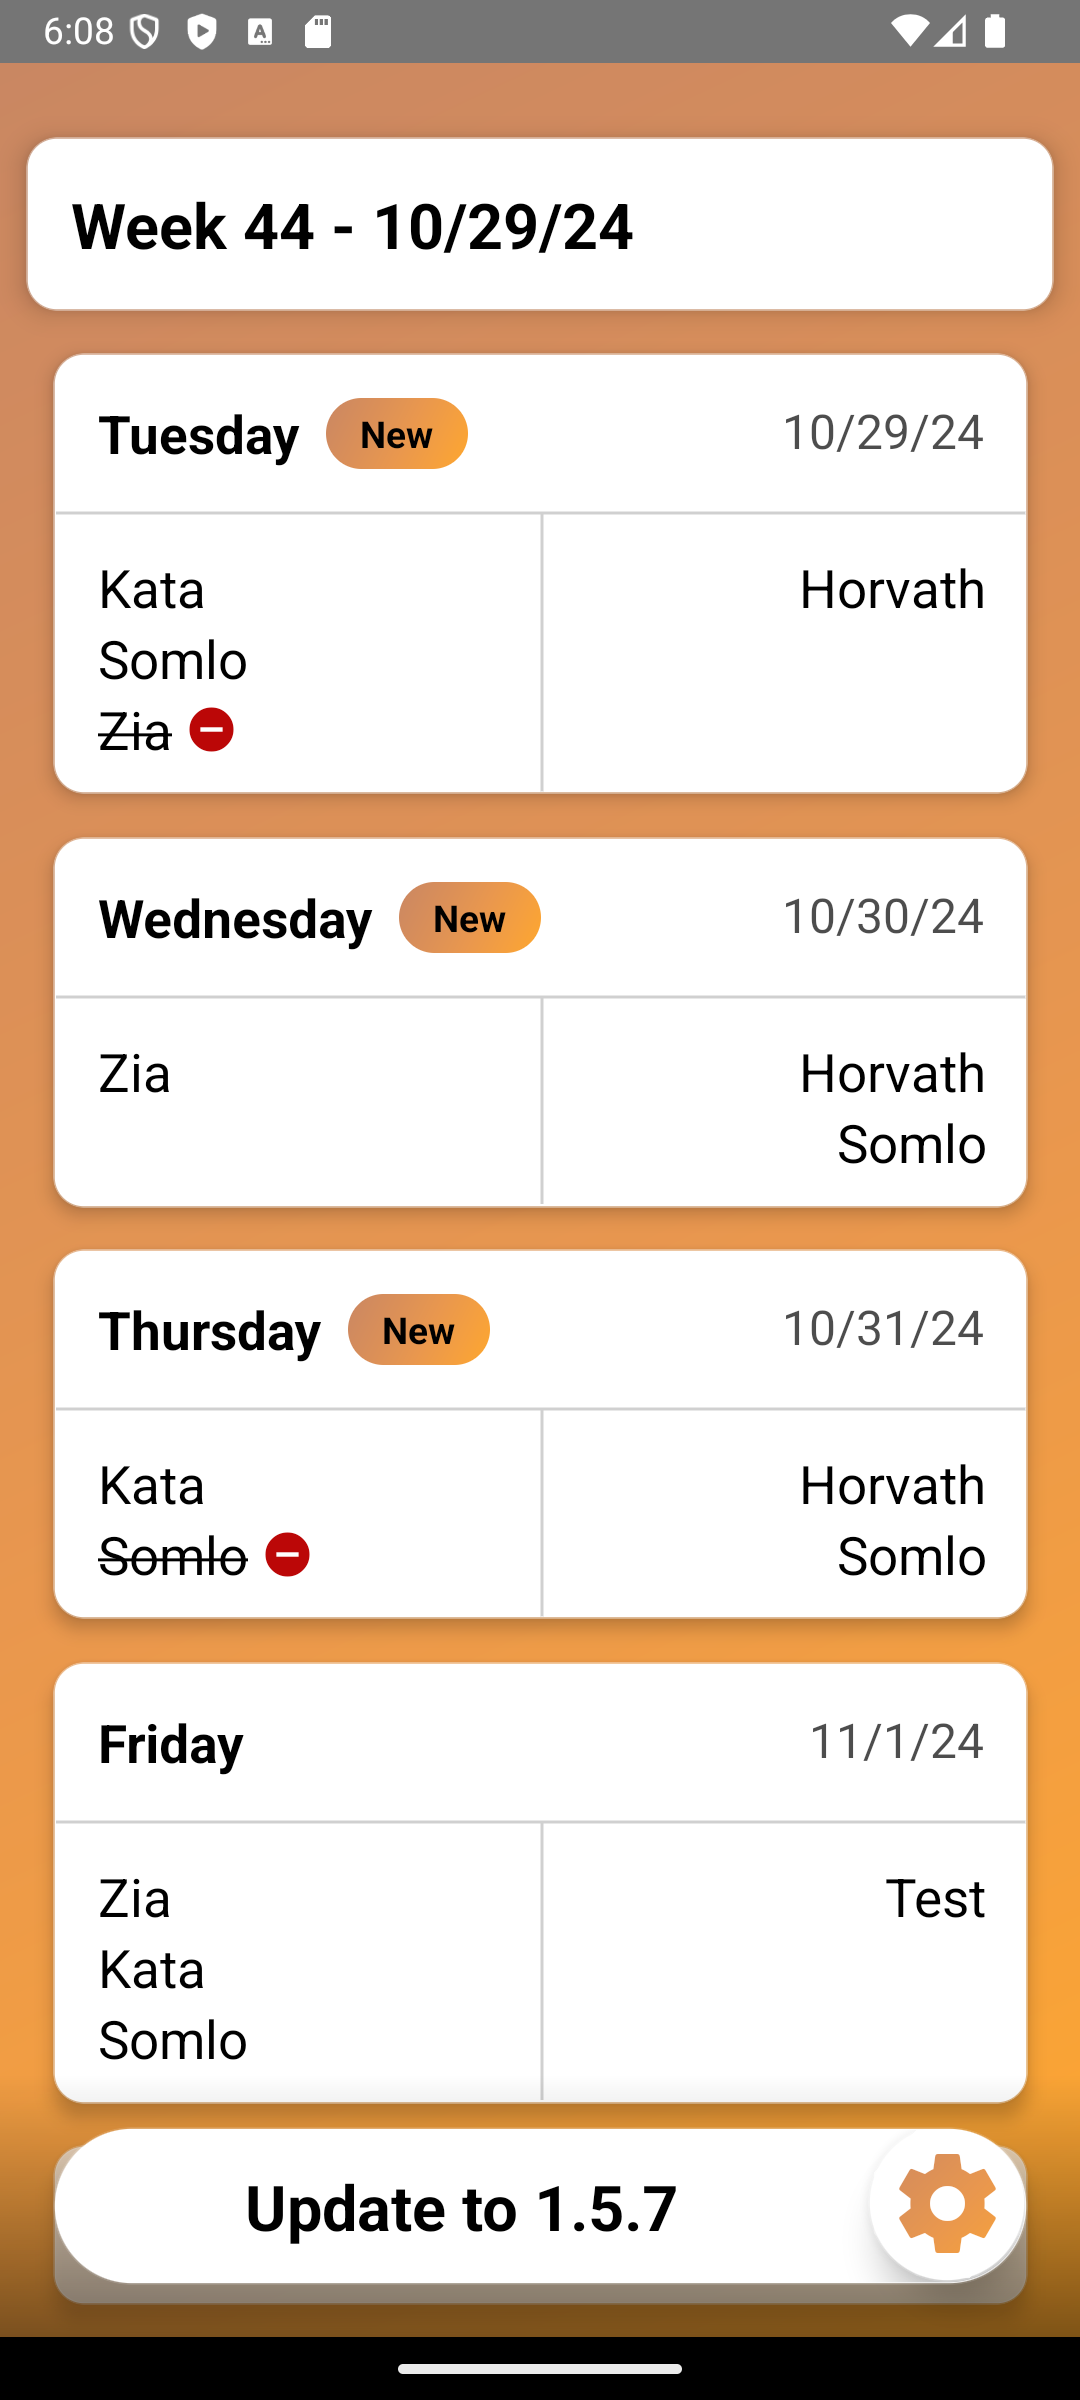 6:08
Week 44 - 10/29/24
Tuesday New 10/29/24
Kata Horvath
Somlo
Zia
Wednesday New 10/30/24
Zia Horvath
Somlo
Thursday New 10/31/24
Kata Horvath
Somlo Somlo
Friday 11/1/24
Zia Test
Kata
Somlo
Update to 1.5.7